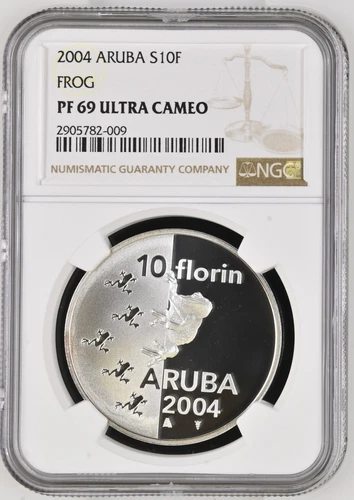 2004 ARUBA S10F
FROG
PF 69 ULTRA CAMEO
2905782-009
NUMISMATIC GUARANTY COMPANY
NGC
10 florin
ARUBA
2004